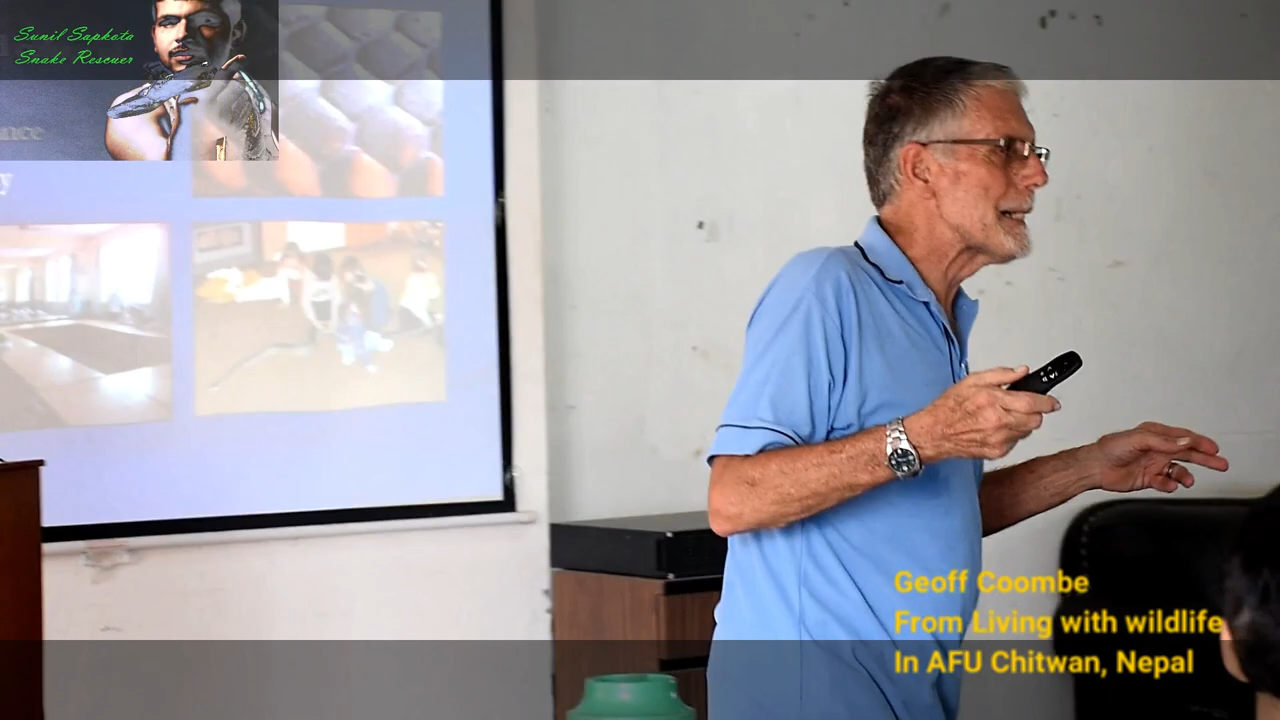 Sunil Sapkota
Snake Rescuer
Geoff Coombe
From Living with wildlife
In AFU Chitwan, Nepal